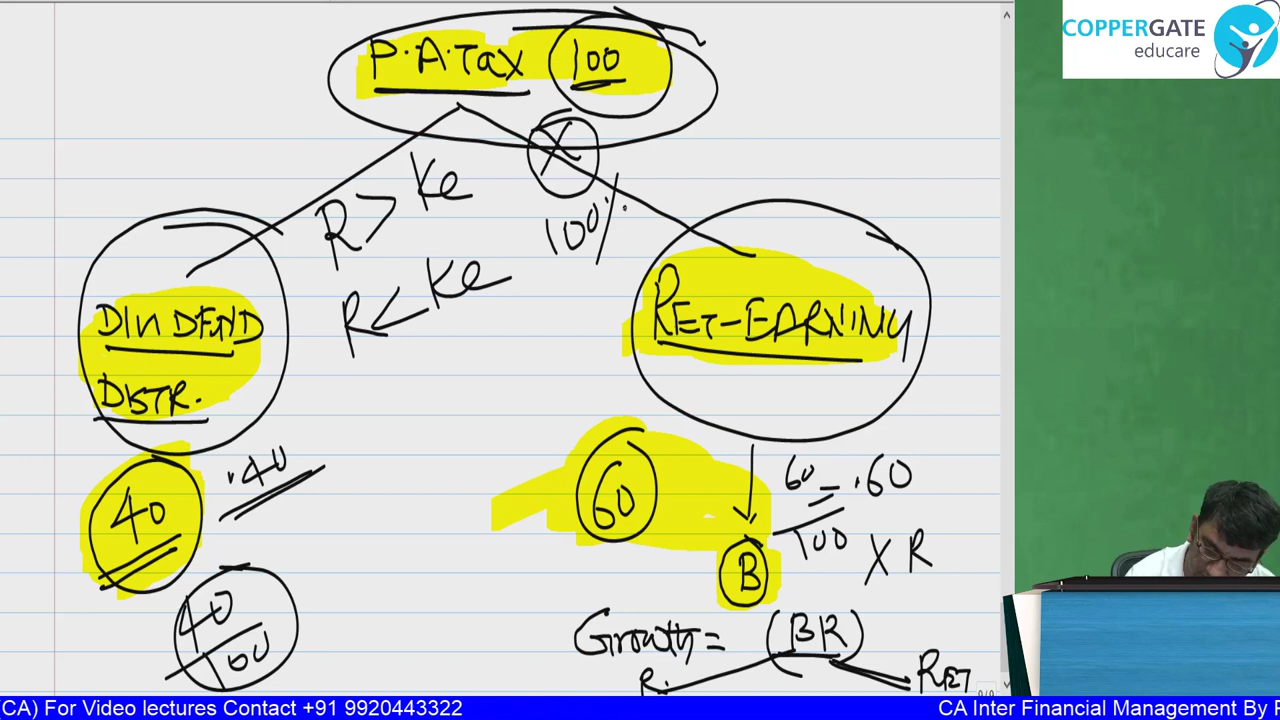 COPPERGATE
educare
P.A.Tax 100
X
R > Ke
100%
R < Ke
DIVIDEND
DISTR.
RET-EARNING
40
.40
60
60/100 = .60
X R
B
40/100
Growth = (BR)
R.
RET
(CA) For Video lectures Contact +91 9920443322
CA Inter Financial Management By